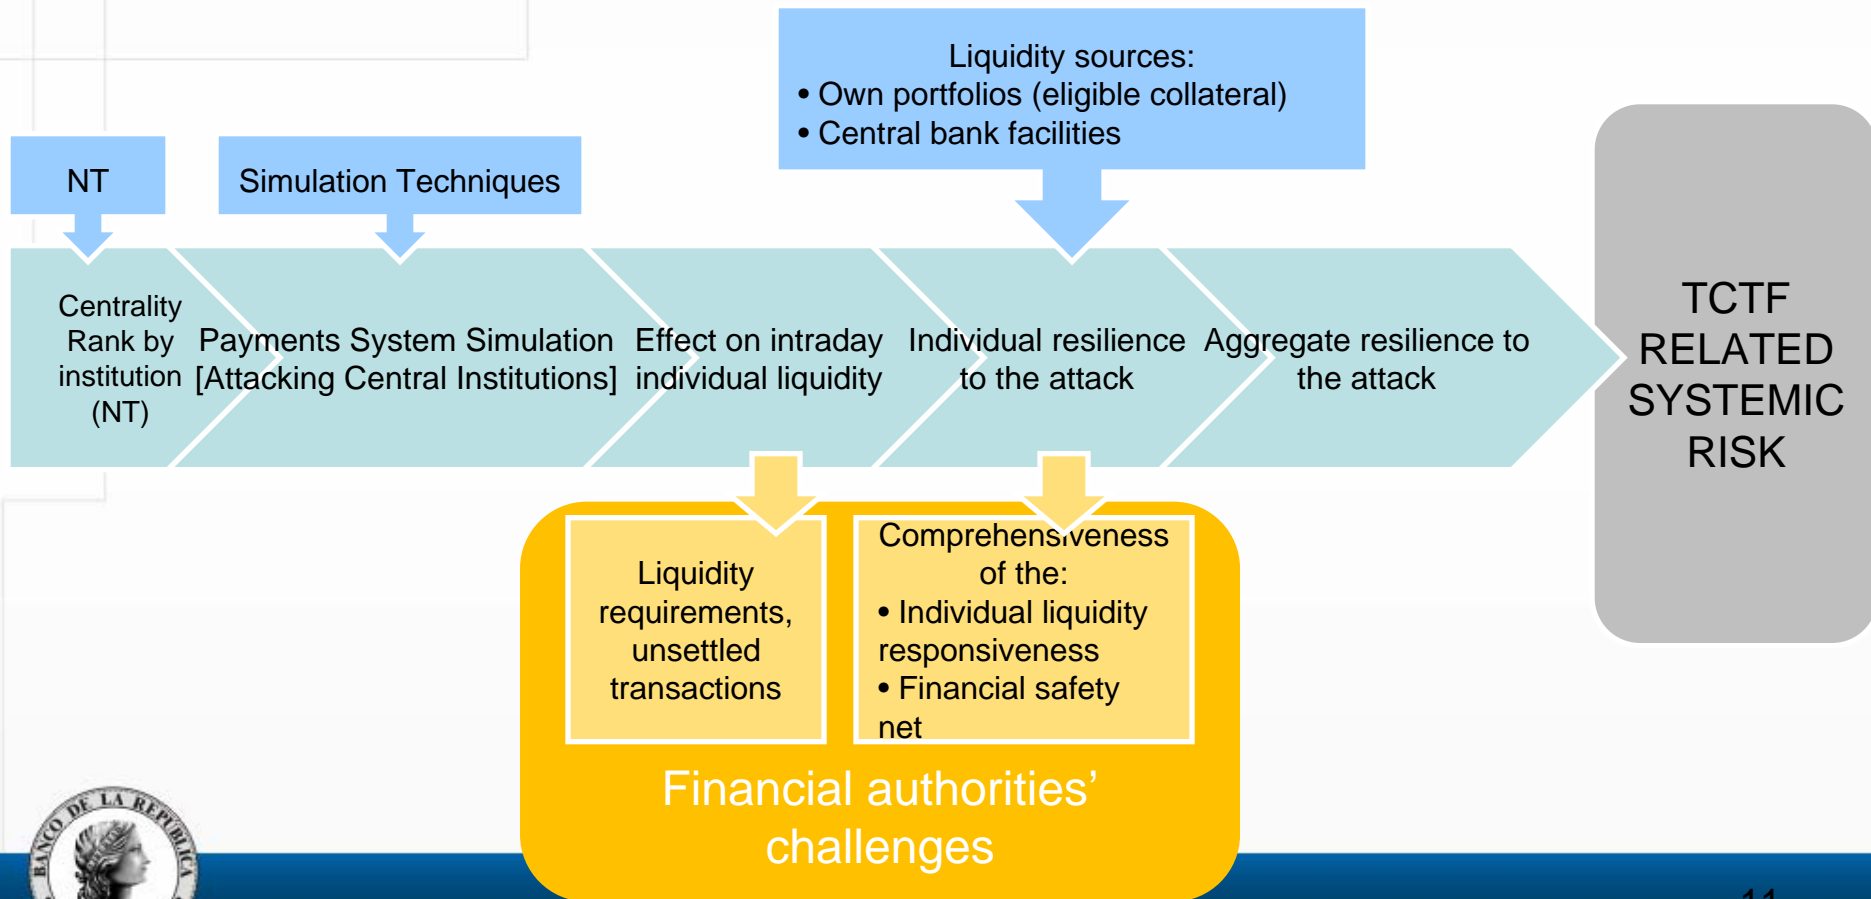 Liquidity sources:
• Own portfolios (eligible collateral)
• Central bank facilities
NT
Simulation Techniques
Centrality
Rank by
institution
(NT)
Payments System Simulation
[Attacking Central Institutions]
Effect on intraday
individual liquidity
Individual resilience
to the attack
Aggregate resilience to
the attack
TCTF
RELATED
SYSTEMIC
RISK
Liquidity
requirements,
unsettled
transactions
Comprehensiveness
of the:
• Individual liquidity
responsiveness
• Financial safety
net
Financial authorities’
challenges
BANCO DE LA REPÚBLICA
11